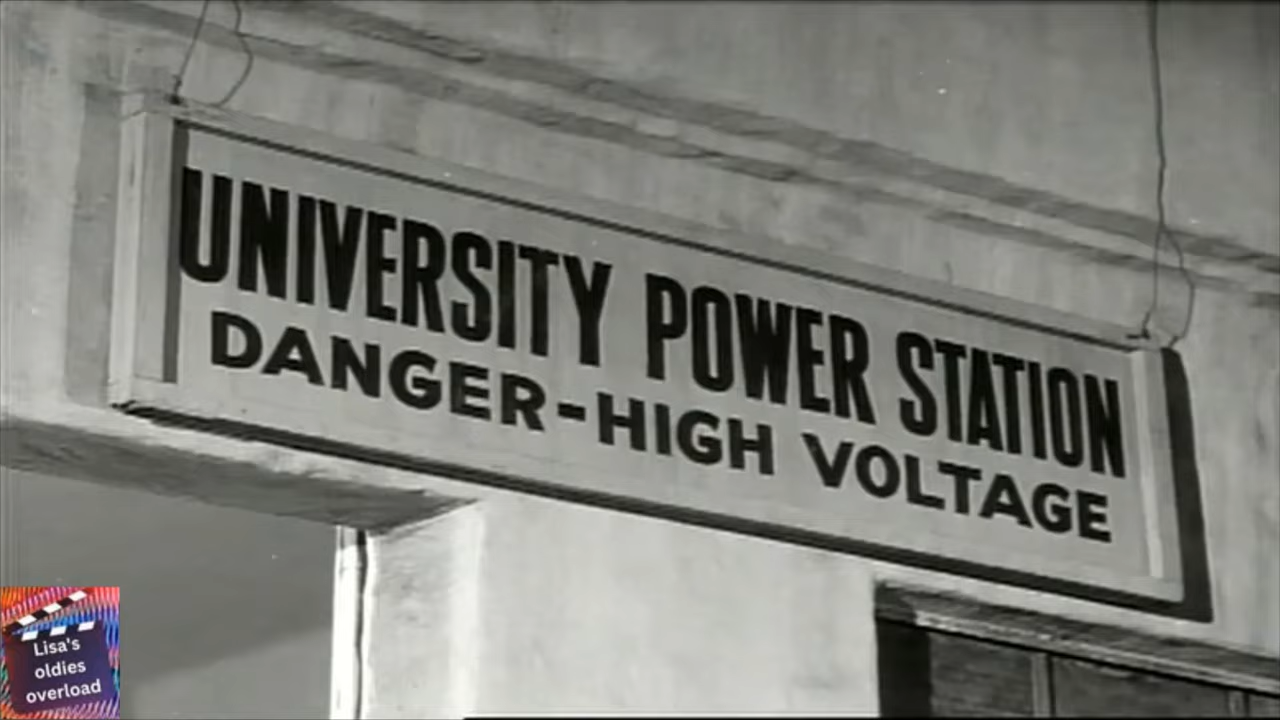 UNIVERSITY POWER STATION
DANGER-HIGH VOLTAGE
Lisa's
oldies
overload